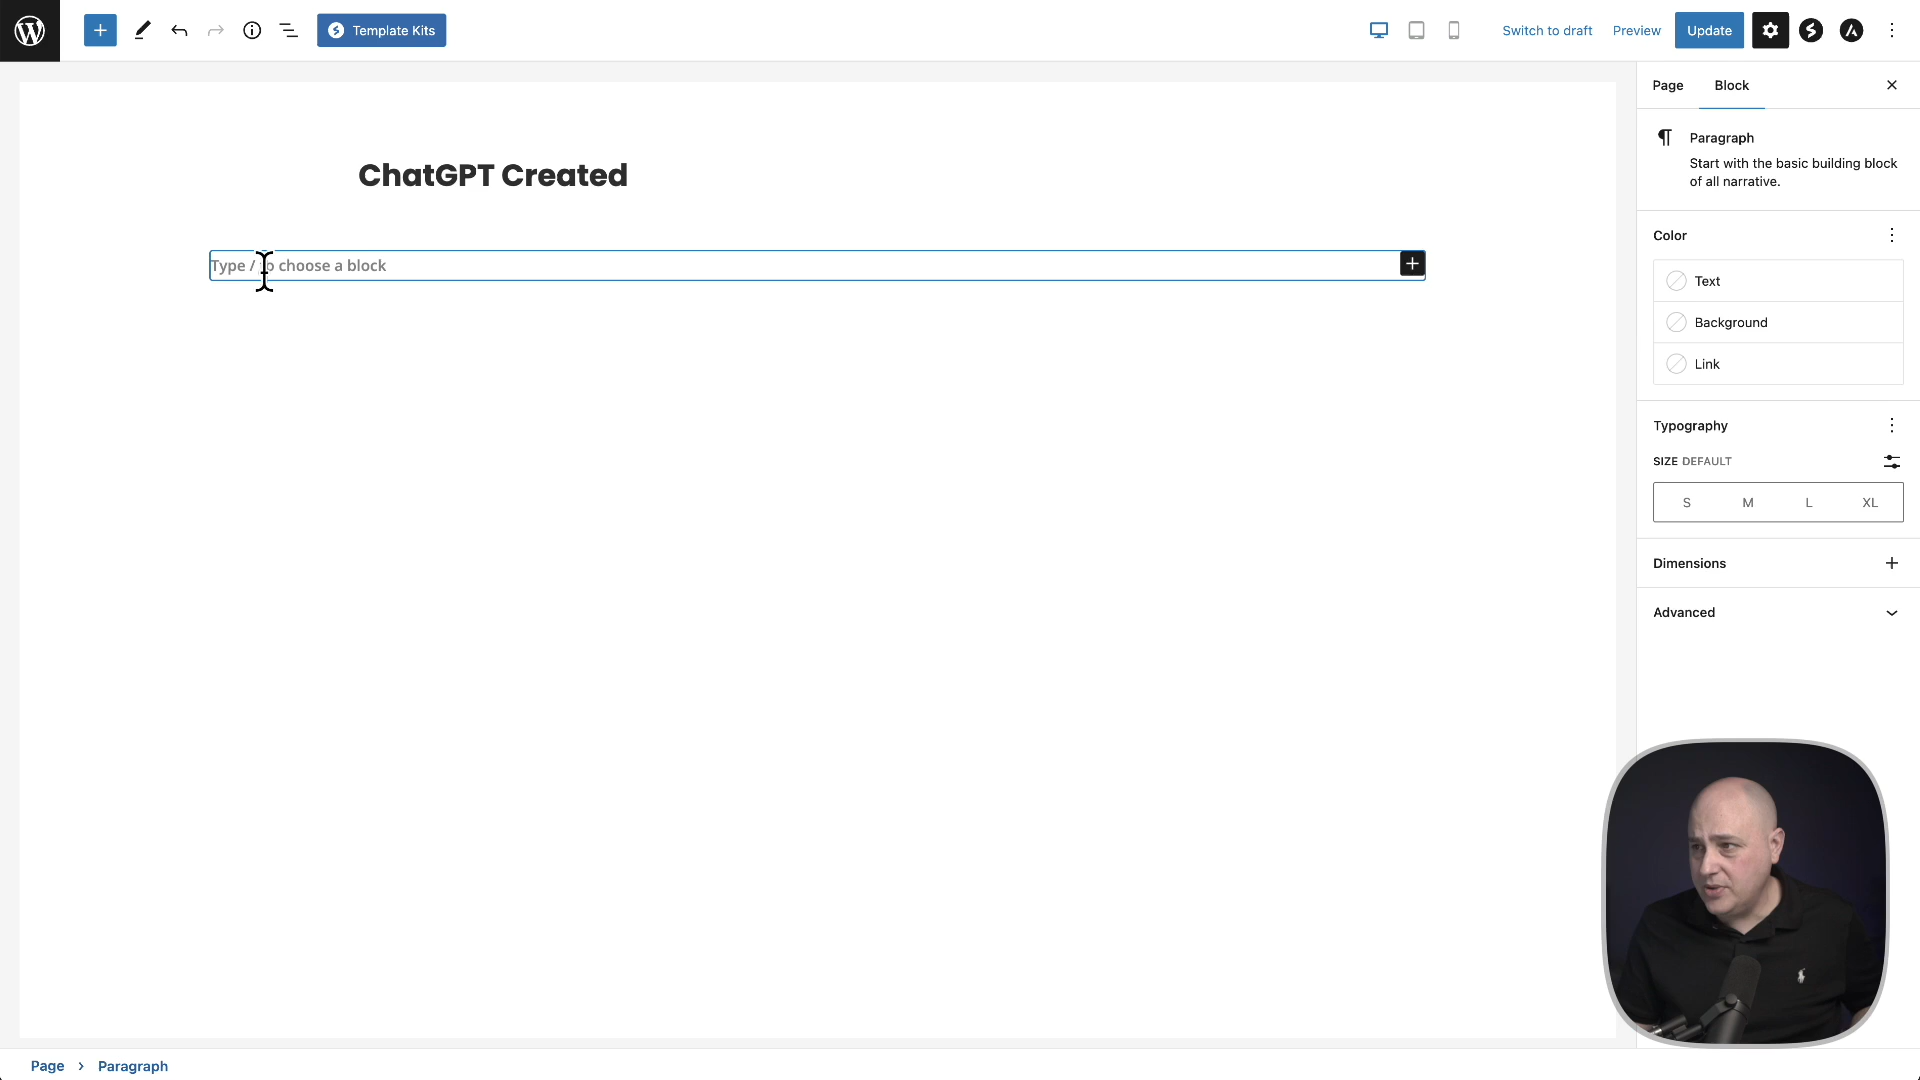 Template Kits
Switch to draft
Preview
Update
Page
Block
ChatGPT Created
Type / to choose a block
Paragraph
Start with the basic building block
of all narrative.
Color
Text
Background
Link
Typography
SIZE DEFAULT
S M L XL
Dimensions
Advanced
Page › Paragraph